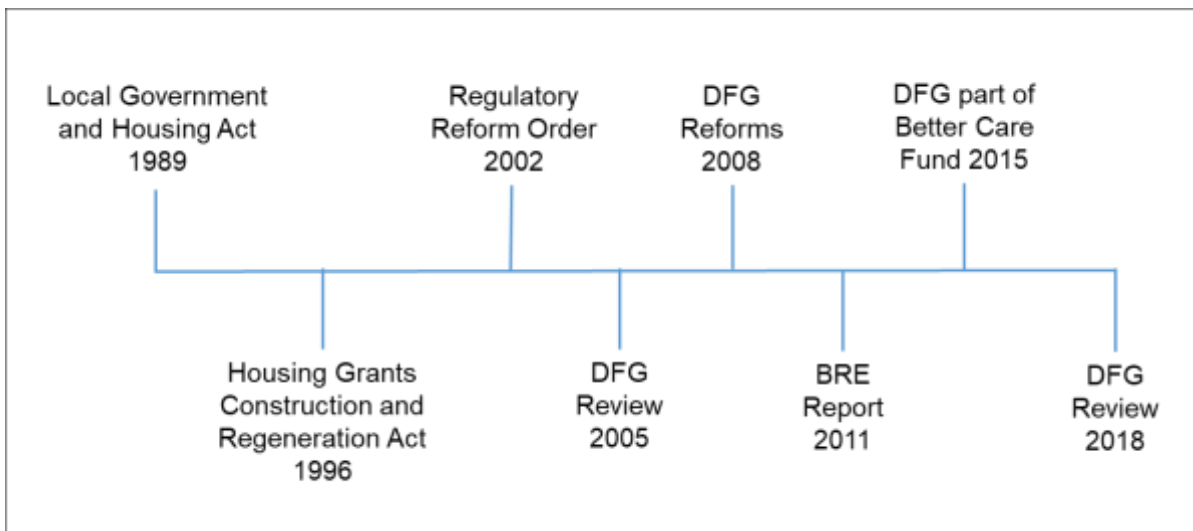 Local Government
and Housing Act
1989
Regulatory
Reform Order
2002
DFG
Reforms
2008
DFG part of
Better Care
Fund 2015
Housing Grants
Construction and
Regeneration Act
1996
DFG
Review
2005
BRE
Report
2011
DFG
Review
2018